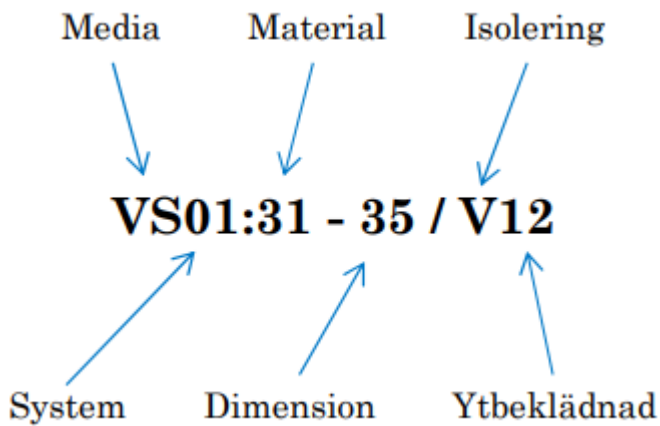 Media Material Isolering
VS01:31 - 35 / V12
System Dimension Ytbeklädnad